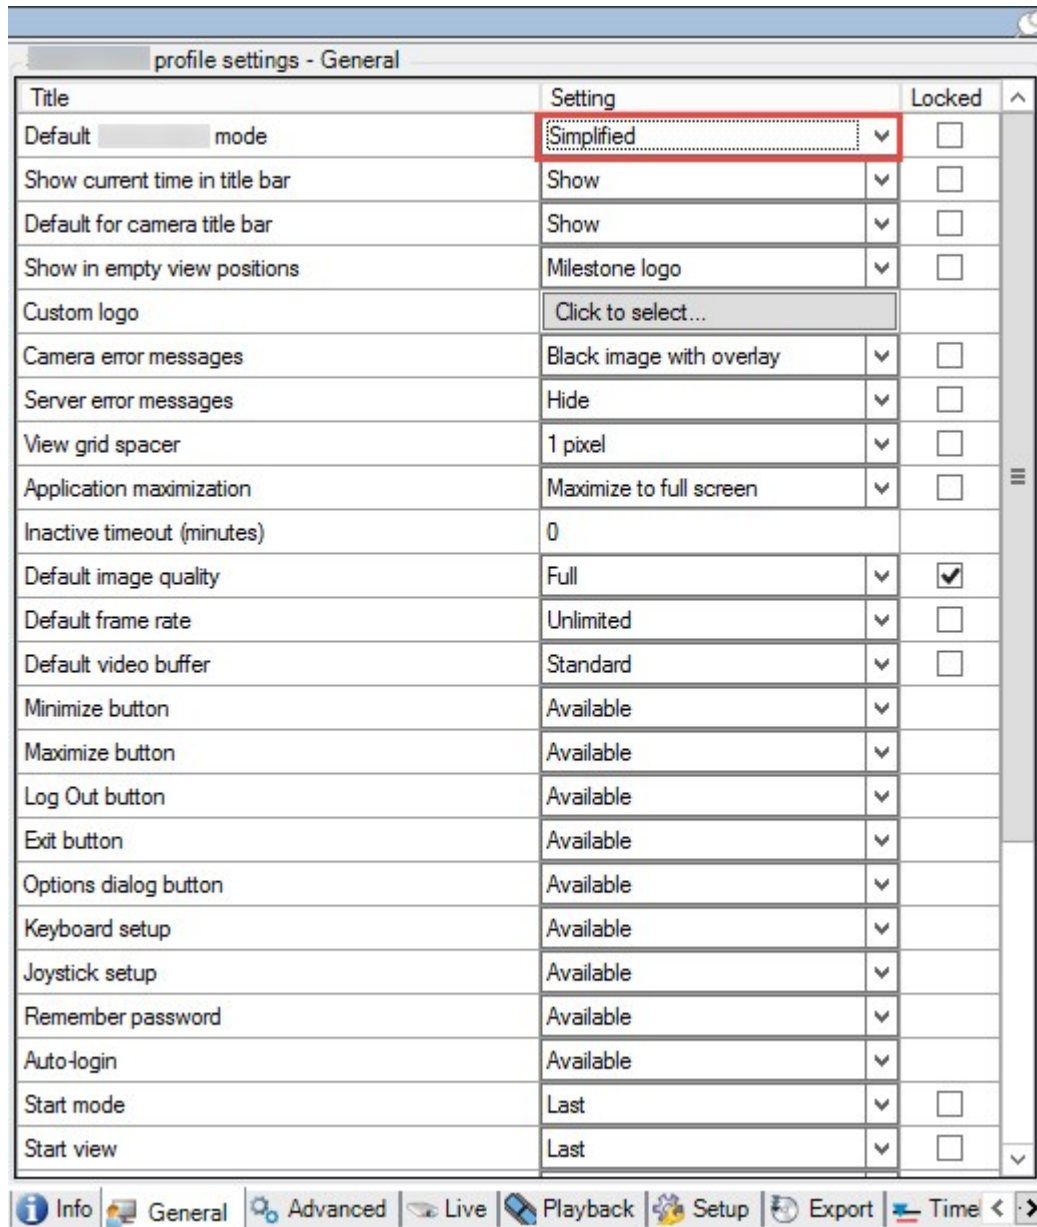 profile settings - General
Title Setting Locked
Default mode Simplified
Show current time in title bar Show
Default for camera title bar Show
Show in empty view positions Milestone logo
Custom logo Click to select...
Camera error messages Black image with overlay
Server error messages Hide
View grid spacer 1 pixel
Application maximization Maximize to full screen
Inactive timeout (minutes) 0
Default image quality Full
Default frame rate Unlimited
Default video buffer Standard
Minimize button Available
Maximize button Available
Log Out button Available
Exit button Available
Options dialog button Available
Keyboard setup Available
Joystick setup Available
Remember password Available
Auto-login Available
Start mode Last
Start view Last
Info General Advanced Live Playback Setup Export Timel